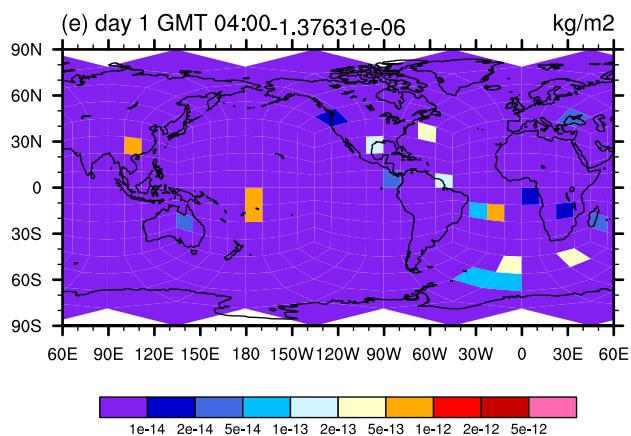 (e) day 1 GMT 04:00 -1.37631e-06 kg/m2
90N
60N
30N
0
30S
60S
90S
60E 90E 120E 150E 180 150W 120W 90W 60W 30W 0 30E 60E
1e-14 2e-14 5e-14 1e-13 2e-13 5e-13 1e-12 2e-12 5e-12